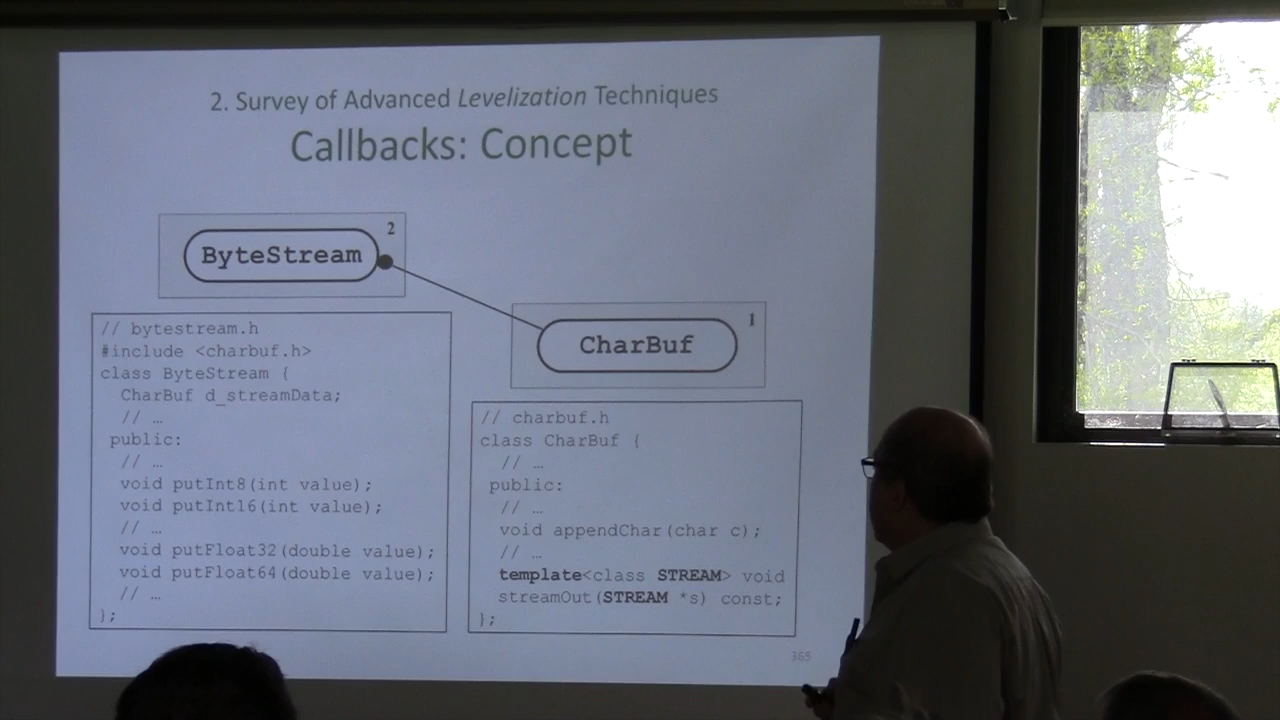 2. Survey of Advanced Levelization Techniques
Callbacks: Concept
2
ByteStream
1
CharBuf
// bytestream.h
#include <charbuf.h>
class ByteStream {
CharBuf d_streamData;
// …
public:
// …
void putInt8(int value);
void putInt16(int value);
// …
void putFloat32(double value);
void putFloat64(double value);
// …
};
// charbuf.h
class CharBuf {
// …
public:
// …
void appendChar(char c);
// …
template<class STREAM> void
streamOut(STREAM *s) const;
};
365